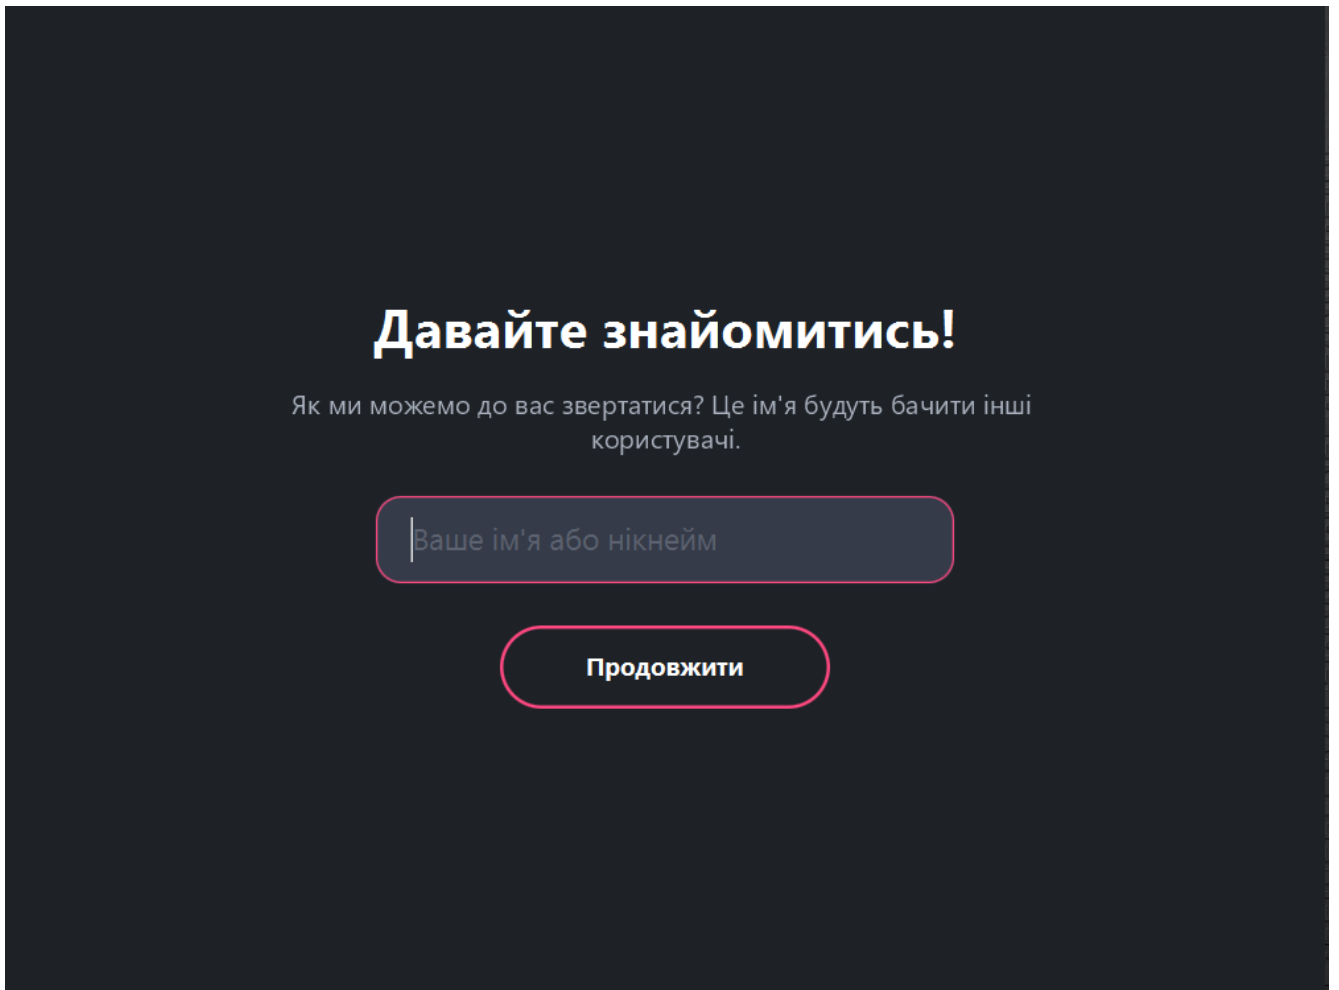 Давайте знайомитись!
Як ми можемо до вас звертатися? Це ім'я будуть бачити інші
користувачі.
Ваше ім'я або нікнейм
Продовжити